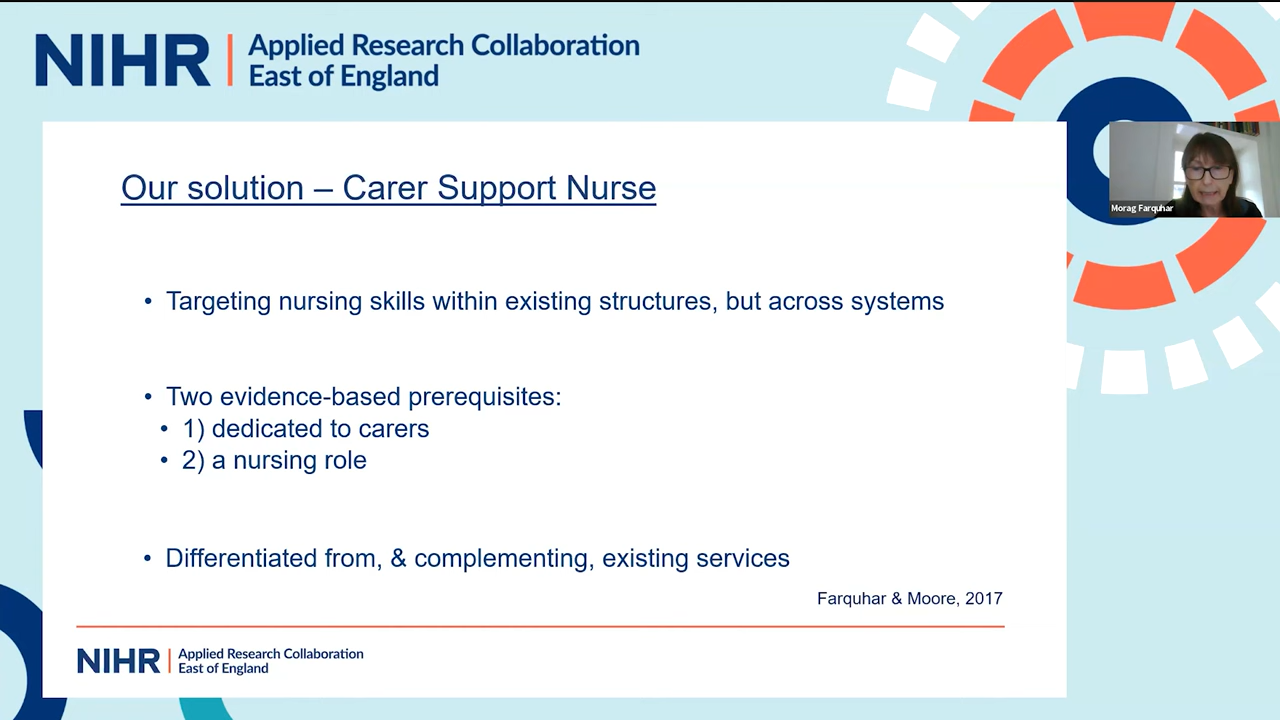 NIHR | Applied Research Collaboration
East of England
Our solution – Carer Support Nurse
Morag Farquhar
• Targeting nursing skills within existing structures, but across systems
• Two evidence-based prerequisites:
• 1) dedicated to carers
• 2) a nursing role
• Differentiated from, & complementing, existing services
Farquhar & Moore, 2017
NIHR | Applied Research Collaboration
East of England